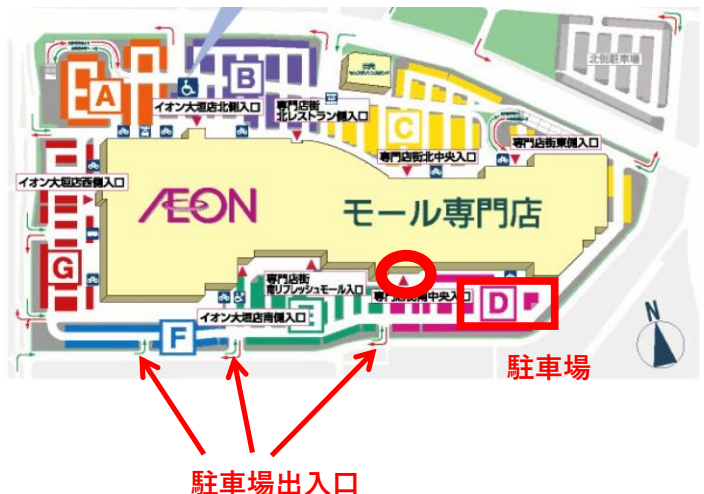 北側駐車場
A
B
C
イオン大垣店北側入口
専門店街
北レストラン側入口
専門店街北中央入口
専門店街東側入口
イオン大垣店西側入口
ÆON
モール専門店
G
専門店街
南リフレッシュモール入口
専門店街南中央入口
D
イオン大垣店南側入口
F
N
駐車場
駐車場出入口